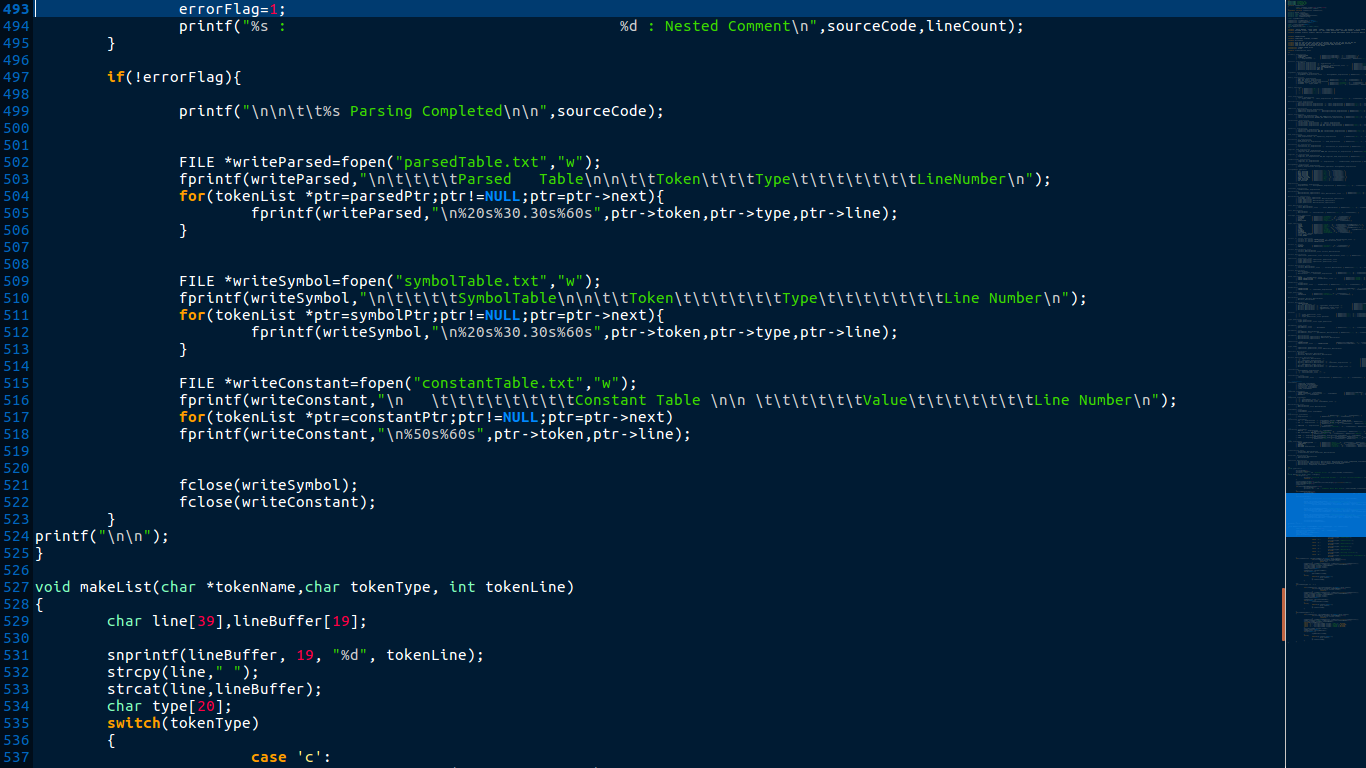 493                 errorFlag=1;
494                 printf("%s :                                     %d : Nested Comment\n",sourceCode,lineCount);
495         }
496
497         if(!errorFlag){
498
499                 printf("\n\n\t\t%s Parsing Completed\n\n",sourceCode);
500
501
502                 FILE *writeParsed=fopen("parsedTable.txt","w");
503                 fprintf(writeParsed,"\n\t\t\t\tParsed   Table\n\n\t\tToken\t\t\tType\t\t\t\t\t\t\tLineNumber\n");
504                 for(tokenList *ptr=parsedPtr;ptr!=NULL;ptr=ptr->next){
505                         fprintf(writeParsed,"\n%20s%30.30s%60s",ptr->token,ptr->type,ptr->line);
506                 }
507
508
509                 FILE *writeSymbol=fopen("symbolTable.txt","w");
510                 fprintf(writeSymbol,"\n\t\t\t\tSymbolTable\n\n\t\tToken\t\t\t\t\t\tType\t\t\t\t\t\t\tLine Number\n");
511                 for(tokenList *ptr=symbolPtr;ptr!=NULL;ptr=ptr->next){
512                         fprintf(writeSymbol,"\n%20s%30.30s%60s",ptr->token,ptr->type,ptr->line);
513                 }
514
515                 FILE *writeConstant=fopen("constantTable.txt","w");
516                 fprintf(writeConstant,"\n   \t\t\t\t\t\t\t\tConstant Table \n\n \t\t\t\t\t\tValue\t\t\t\t\t\t\tLine Number\n");
517                 for(tokenList *ptr=constantPtr;ptr!=NULL;ptr=ptr->next)
518                 fprintf(writeConstant,"\n%50s%60s",ptr->token,ptr->line);
519
520
521                 fclose(writeSymbol);
522                 fclose(writeConstant);
523         }
524 printf("\n\n");
525 }
526
527 void makeList(char *tokenName,char tokenType, int tokenLine)
528 {
529         char line[39],lineBuffer[19];
530
531         snprintf(lineBuffer, 19, "%d", tokenLine);
532         strcpy(line," ");
533         strcat(line,lineBuffer);
534         char type[20];
535         switch(tokenType)
536         {
537                         case 'c':